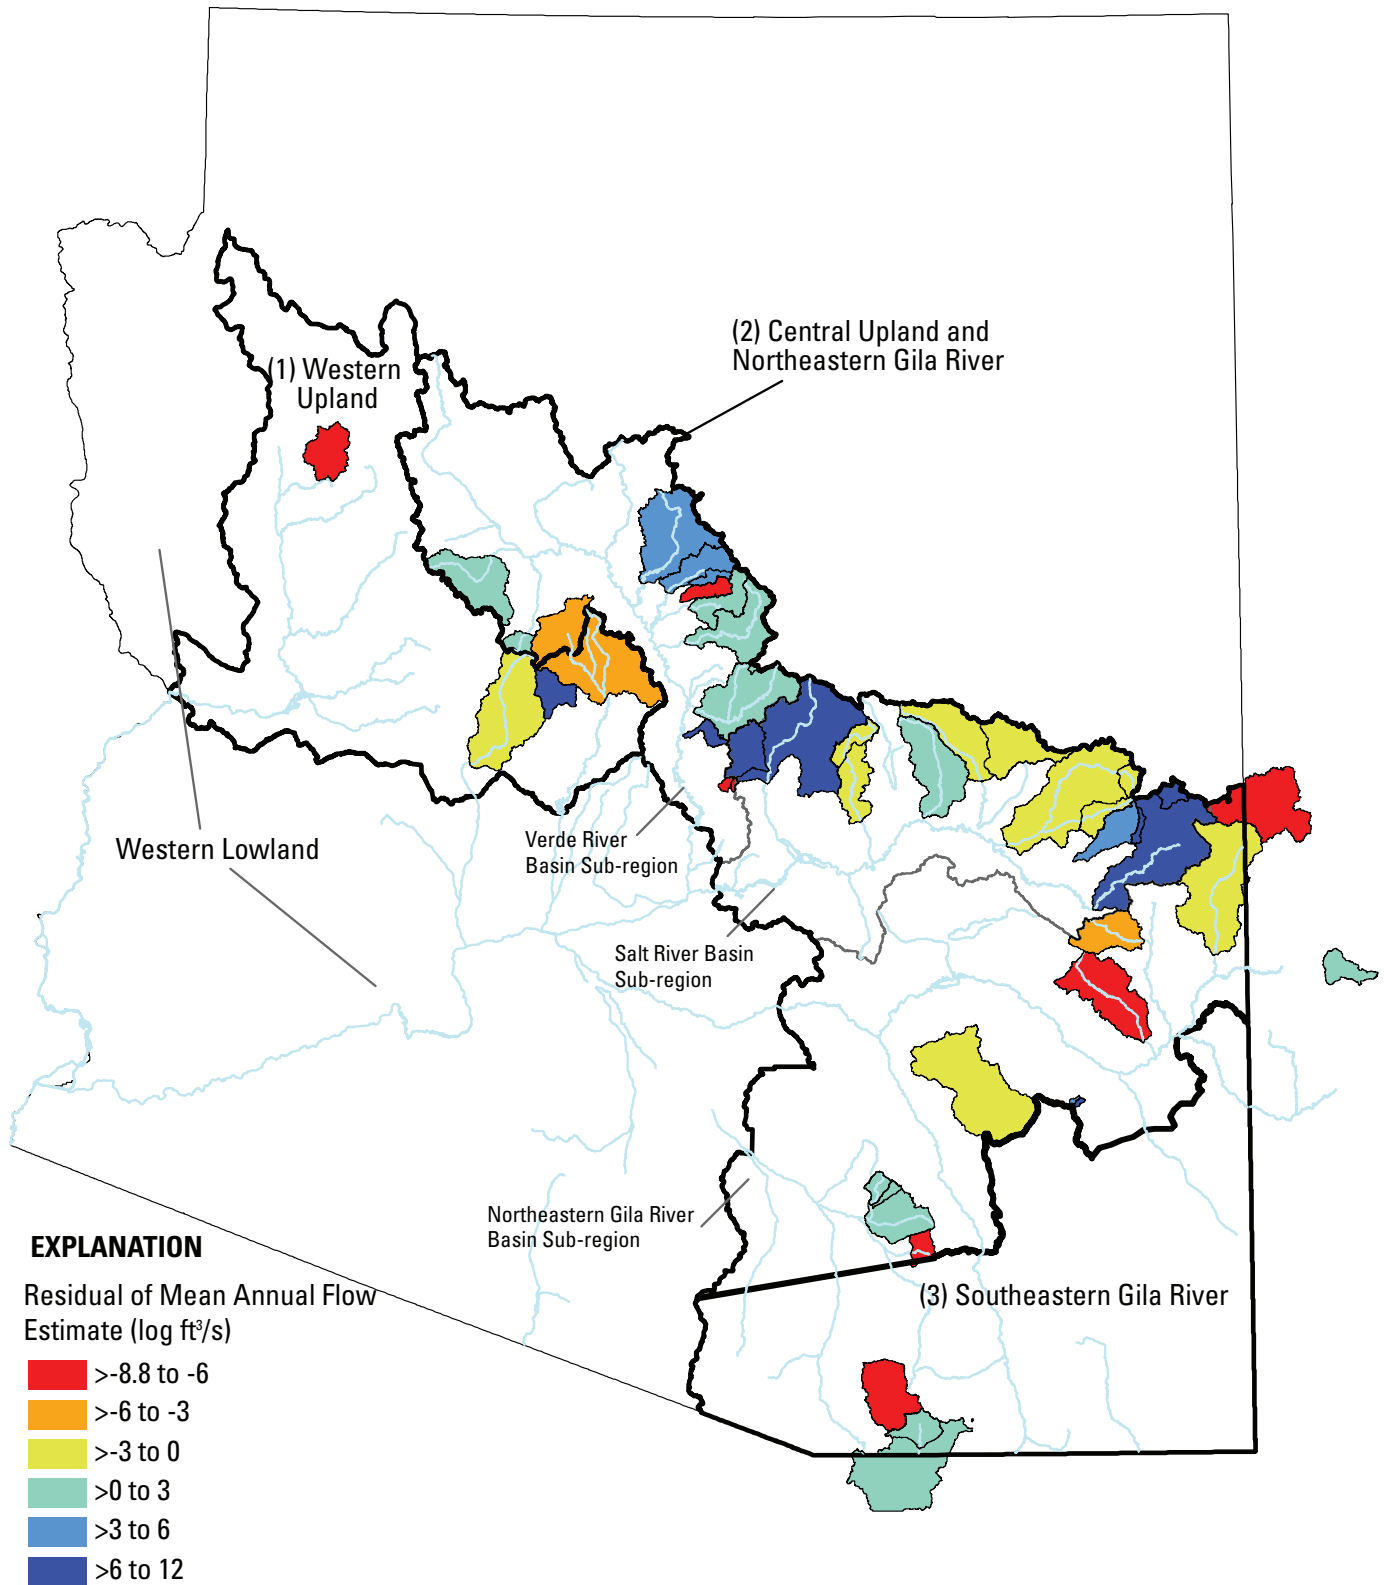 (2) Central Upland and
Northeastern Gila River
(1) Western
Upland
Western Lowland
Verde River
Basin Sub-region
Salt River Basin
Sub-region
Northeastern Gila River
Basin Sub-region
(3) Southeastern Gila River
EXPLANATION
Residual of Mean Annual Flow
Estimate (log ft³/s)
>-8.8 to -6
>-6 to -3
>-3 to 0
>0 to 3
>3 to 6
>6 to 12